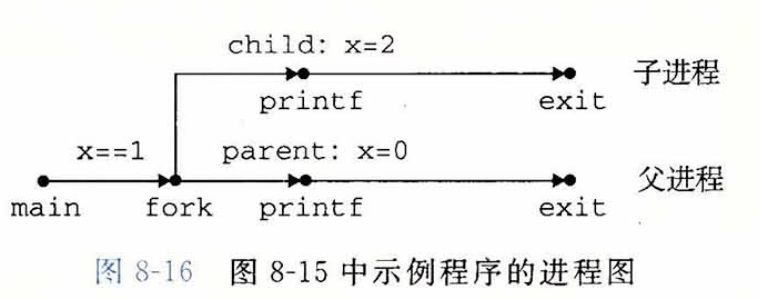 child: x=2
printf exit 子进程
x==1 parent: x=0
main fork printf exit 父进程
图 8-16 图 8-15 中示例程序的进程图